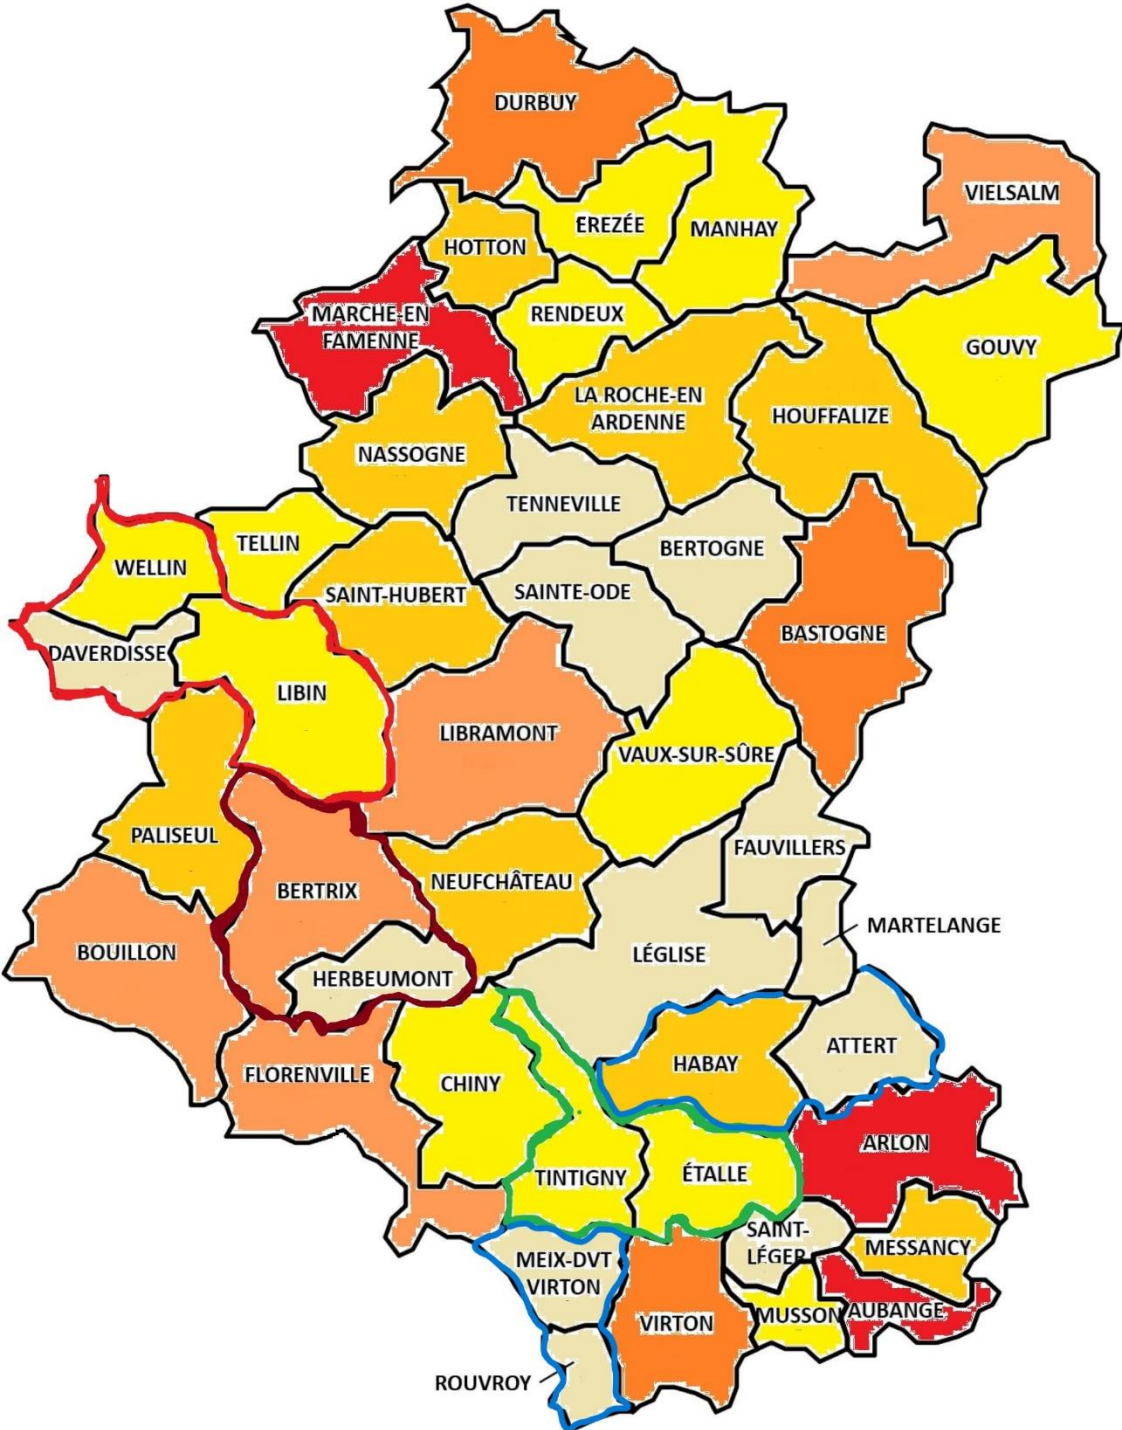 DURBUY
VIELSALM
EREZÉE
MANHAY
HOTTON
MARCHE-EN
FAMENNE
RENDEUX
GOUVY
LA ROCHE-EN
ARDENNE
HOUFFALIZE
NASSOGNE
TENNEVILLE
TELLIN
BERTOGNE
WELLIN
SAINT-HUBERT
SAINTE-ODE
BASTOGNE
DAVERDISSE
LIBIN
LIBRAMONT
VAUX-SUR-SÛRE
PALISEUL
FAUVILLERS
BERTRIX
NEUFCHÂTEAU
MARTELANGE
BOUILLON
LÉGLISE
HERBEUMONT
ATTERT
HABAY
FLORENVILLE
CHINY
ARLON
TINTIGNY
ÉTALLE
SAINT-
LÉGER
MESSANCY
MEIX-DVT
VIRTON
VIRTON
MUSSON
AUBANGE
ROUVROY